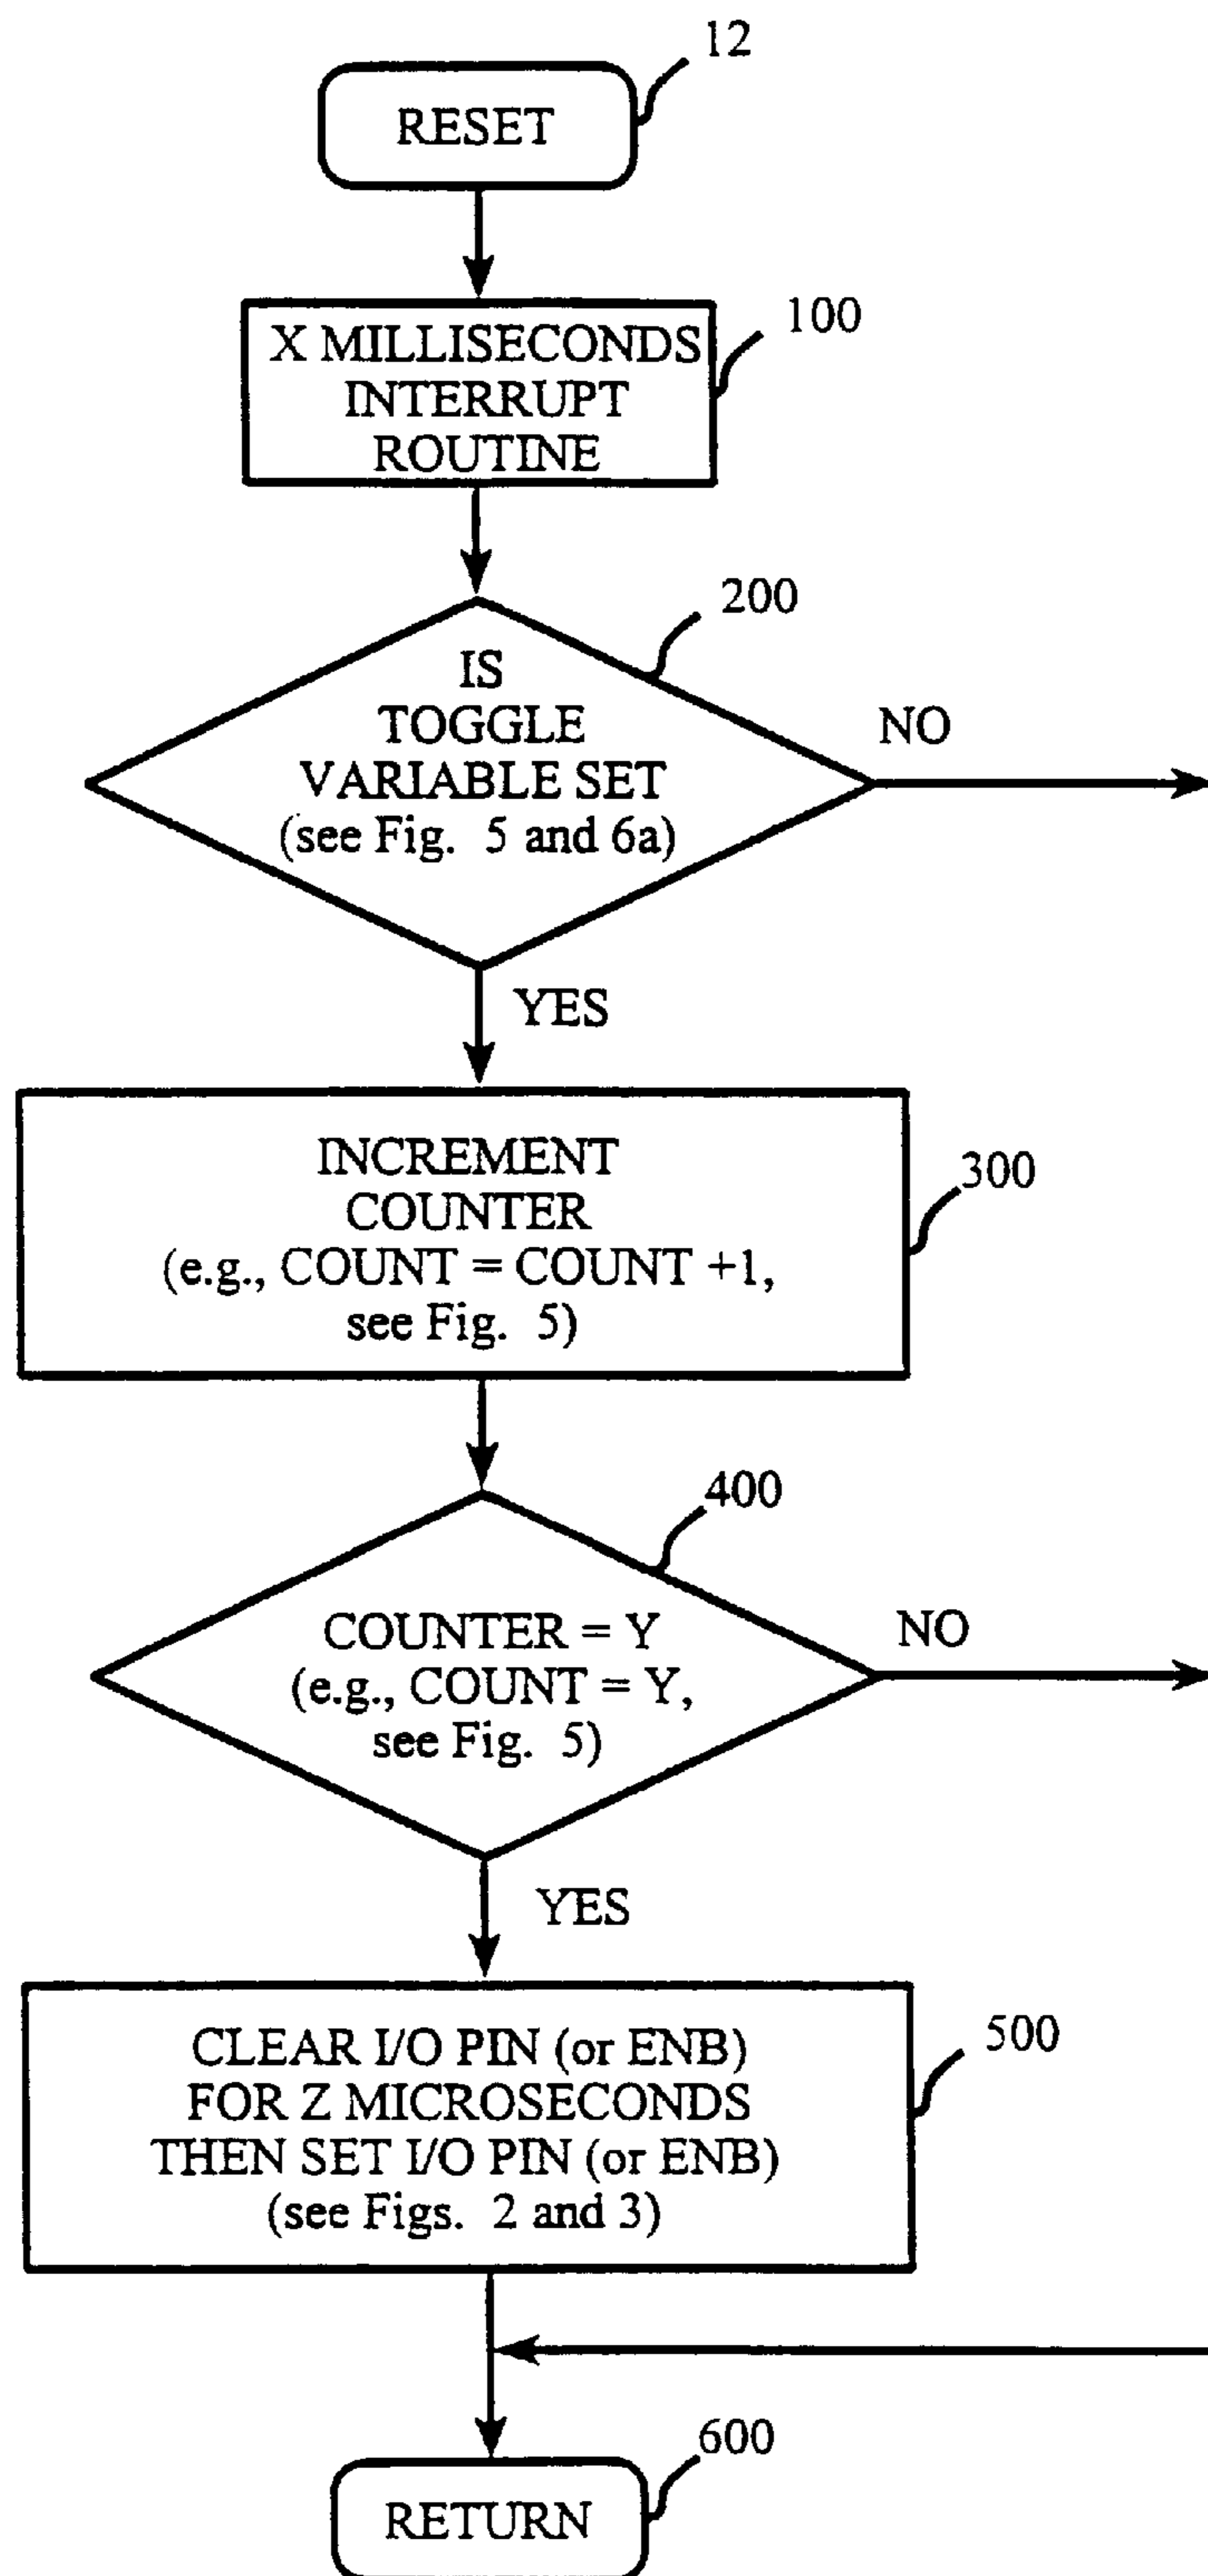 12
RESET
100
X MILLISECONDS
INTERRUPT
ROUTINE
200
IS
TOGGLE
VARIABLE SET
(see Fig. 5 and 6a)
NO
YES
300
INCREMENT
COUNTER
(e.g., COUNT = COUNT +1,
see Fig. 5)
400
COUNTER = Y
(e.g., COUNT = Y,
see Fig. 5)
NO
YES
500
CLEAR I/O PIN (or ENB)
FOR Z MICROSECONDS
THEN SET I/O PIN (or ENB)
(see Figs. 2 and 3)
600
RETURN